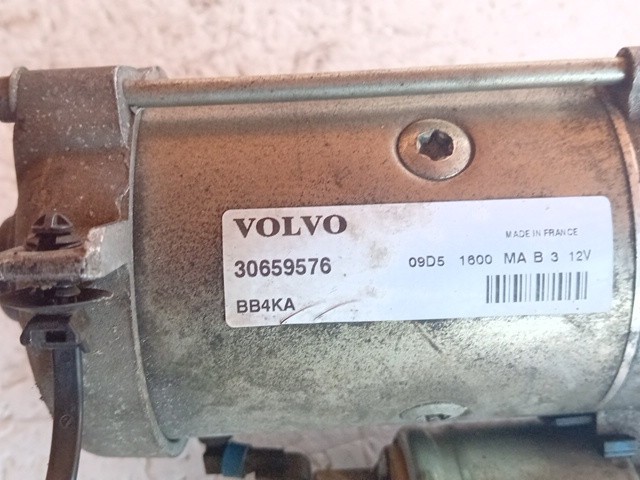 VOLVO
MADE IN FRANCE
30659576
09D5 1600 MA B 3 12V
BB4KA